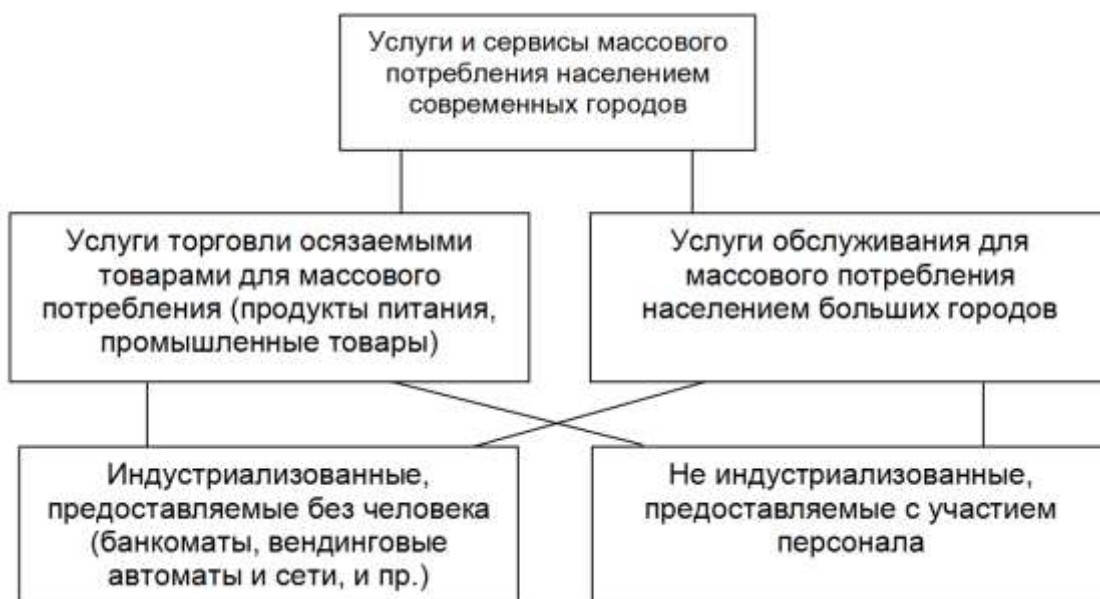 Услуги и сервисы массового
потребления населением
современных городов
Услуги торговли осязаемыми
товарами для массового
потребления (продукты питания,
промышленные товары)
Услуги обслуживания для
массового потребления
населением больших городов
Индустриализованные,
предоставляемые без человека
(банкоматы, вендинговые
автоматы и сети, и пр.)
Не индустриализованные,
предоставляемые с участием
персонала